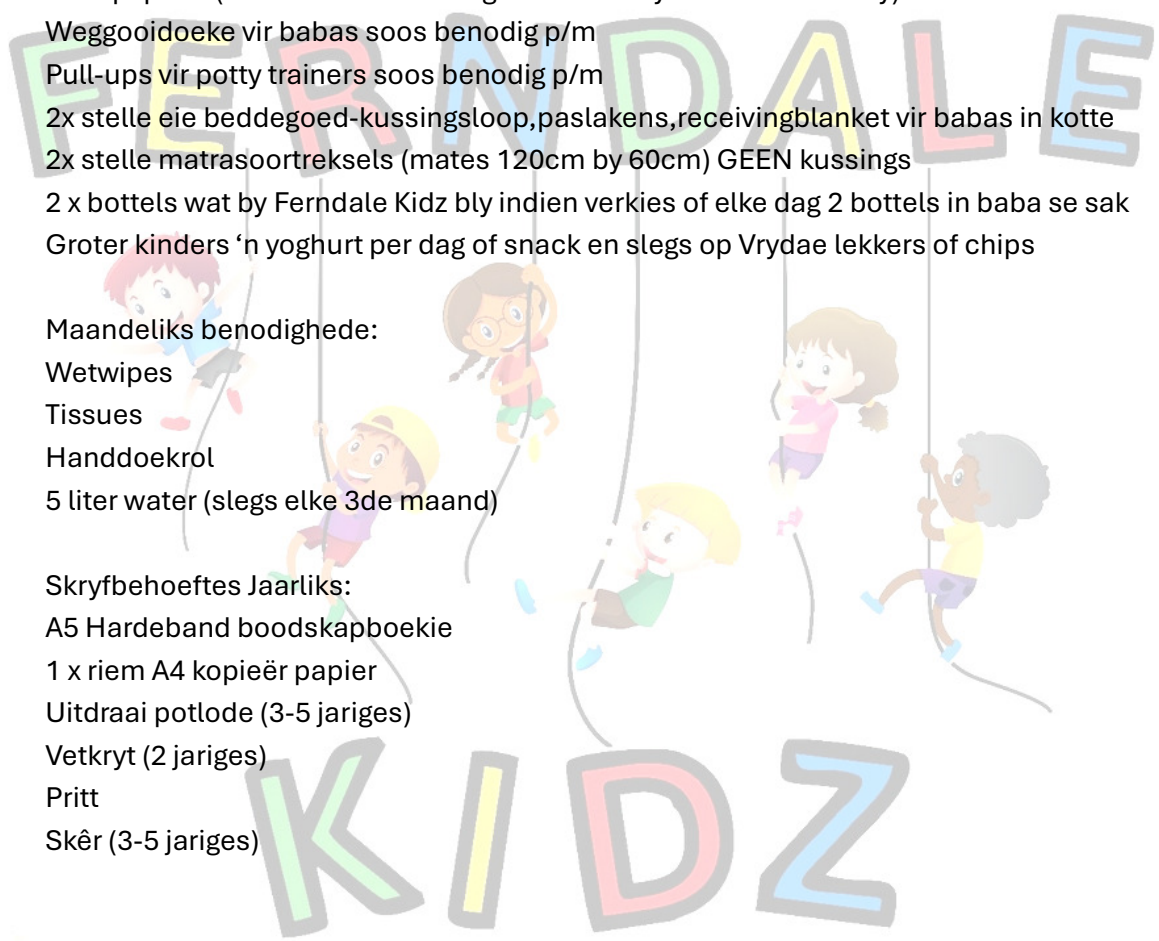 FERNDALE
Weggooidoeke vir babas soos benodig p/m
Pull-ups vir potty trainers soos benodig p/m
2x stelle eie beddegoed-kussingsloop,paslakens,receivingblanket vir babas in kotte
2x stelle matrasoortreksels (mates 120cm by 60cm) GEEN kussings
2 x bottels wat by Ferndale Kidz bly indien verkies of elke dag 2 bottels in baba se sak
Groter kinders ‘n yoghurt per dag of snack en slegs op Vrydae lekkers of chips
Maandeliks benodighede:
Wetwipes
Tissues
Handdoekrol
5 liter water (slegs elke 3de maand)
Skryfbehoeftes Jaarliks:
A5 Hardeband boodskapboekie
1 x riem A4 kopieër papier
Uitdraai potlode (3-5 jariges)
Vetkryt (2 jariges)
Pritt
Skêr (3-5 jariges)
KIDZ